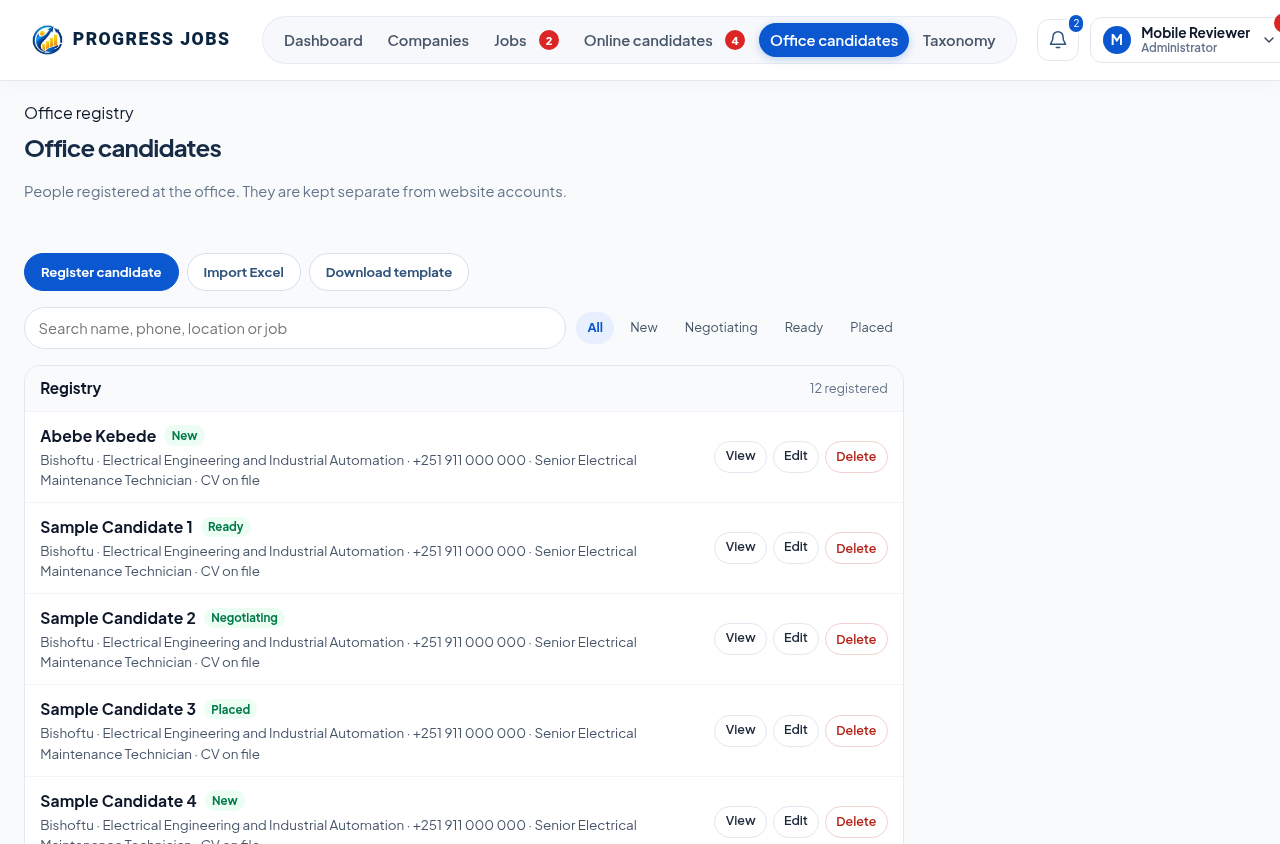 PROGRESS JOBS
Dashboard
Companies
Jobs 2
Online candidates 4
Office candidates
Taxonomy
2
M
Mobile Reviewer
Administrator
Office registry
Office candidates
People registered at the office. They are kept separate from website accounts.
Register candidate
Import Excel
Download template
Search name, phone, location or job
All
New
Negotiating
Ready
Placed
Registry
12 registered
Abebe Kebede New
Bishoftu · Electrical Engineering and Industrial Automation · +251 911 000 000 · Senior Electrical
Maintenance Technician · CV on file
View Edit Delete
Sample Candidate 1 Ready
Bishoftu · Electrical Engineering and Industrial Automation · +251 911 000 000 · Senior Electrical
Maintenance Technician · CV on file
View Edit Delete
Sample Candidate 2 Negotiating
Bishoftu · Electrical Engineering and Industrial Automation · +251 911 000 000 · Senior Electrical
Maintenance Technician · CV on file
View Edit Delete
Sample Candidate 3 Placed
Bishoftu · Electrical Engineering and Industrial Automation · +251 911 000 000 · Senior Electrical
Maintenance Technician · CV on file
View Edit Delete
Sample Candidate 4 New
Bishoftu · Electrical Engineering and Industrial Automation · +251 911 000 000 · Senior Electrical
Maintenance Technician · CV on file
View Edit Delete